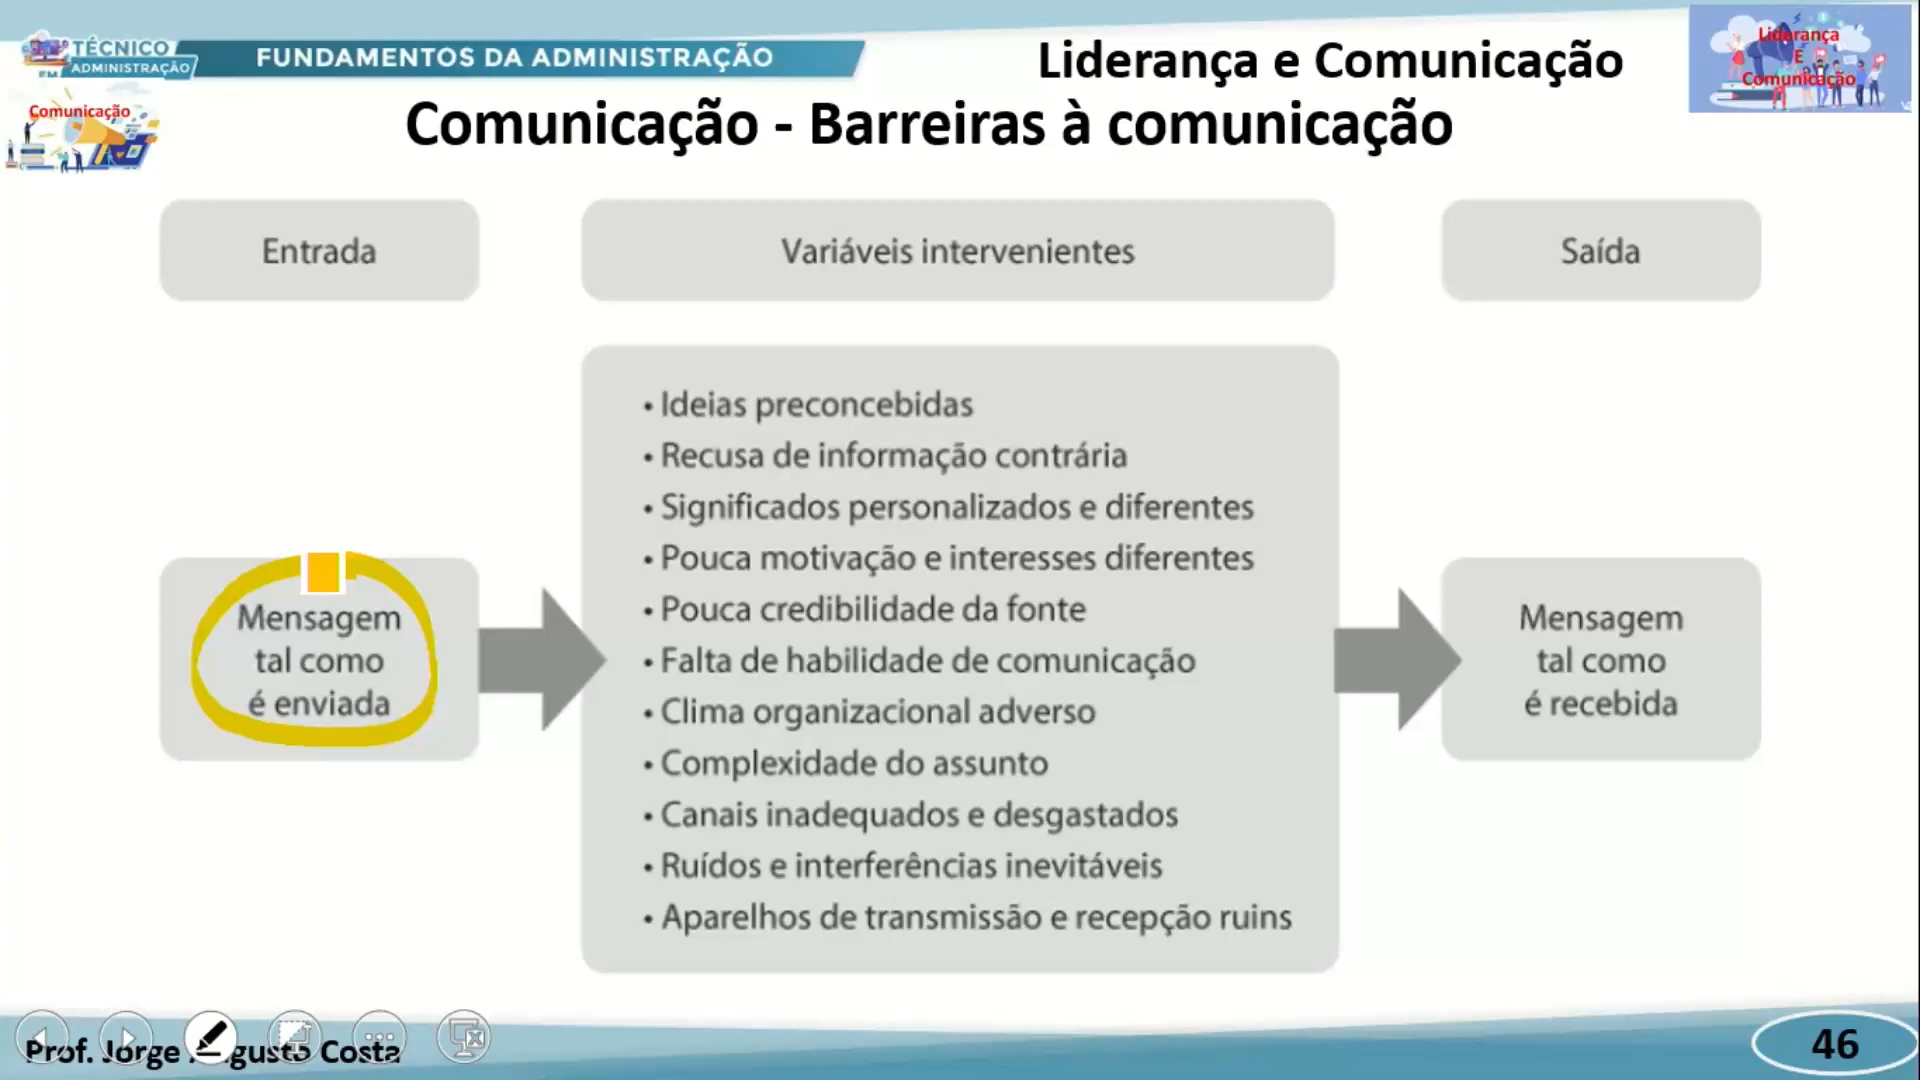 TÉCNICO
EM ADMINISTRAÇÃO
FUNDAMENTOS DA ADMINISTRAÇÃO
Liderança e Comunicação
Liderança
E
Comunicação
Comunicação
Comunicação - Barreiras à comunicação
Entrada
Variáveis intervenientes
Saída
• Ideias preconcebidas
• Recusa de informação contrária
• Significados personalizados e diferentes
• Pouca motivação e interesses diferentes
• Pouca credibilidade da fonte
• Falta de habilidade de comunicação
• Clima organizacional adverso
• Complexidade do assunto
• Canais inadequados e desgastados
• Ruídos e interferências inevitáveis
• Aparelhos de transmissão e recepção ruins
Mensagem
tal como
é enviada
Mensagem
tal como
é recebida
Prof. Jorge Augusto Costa
46